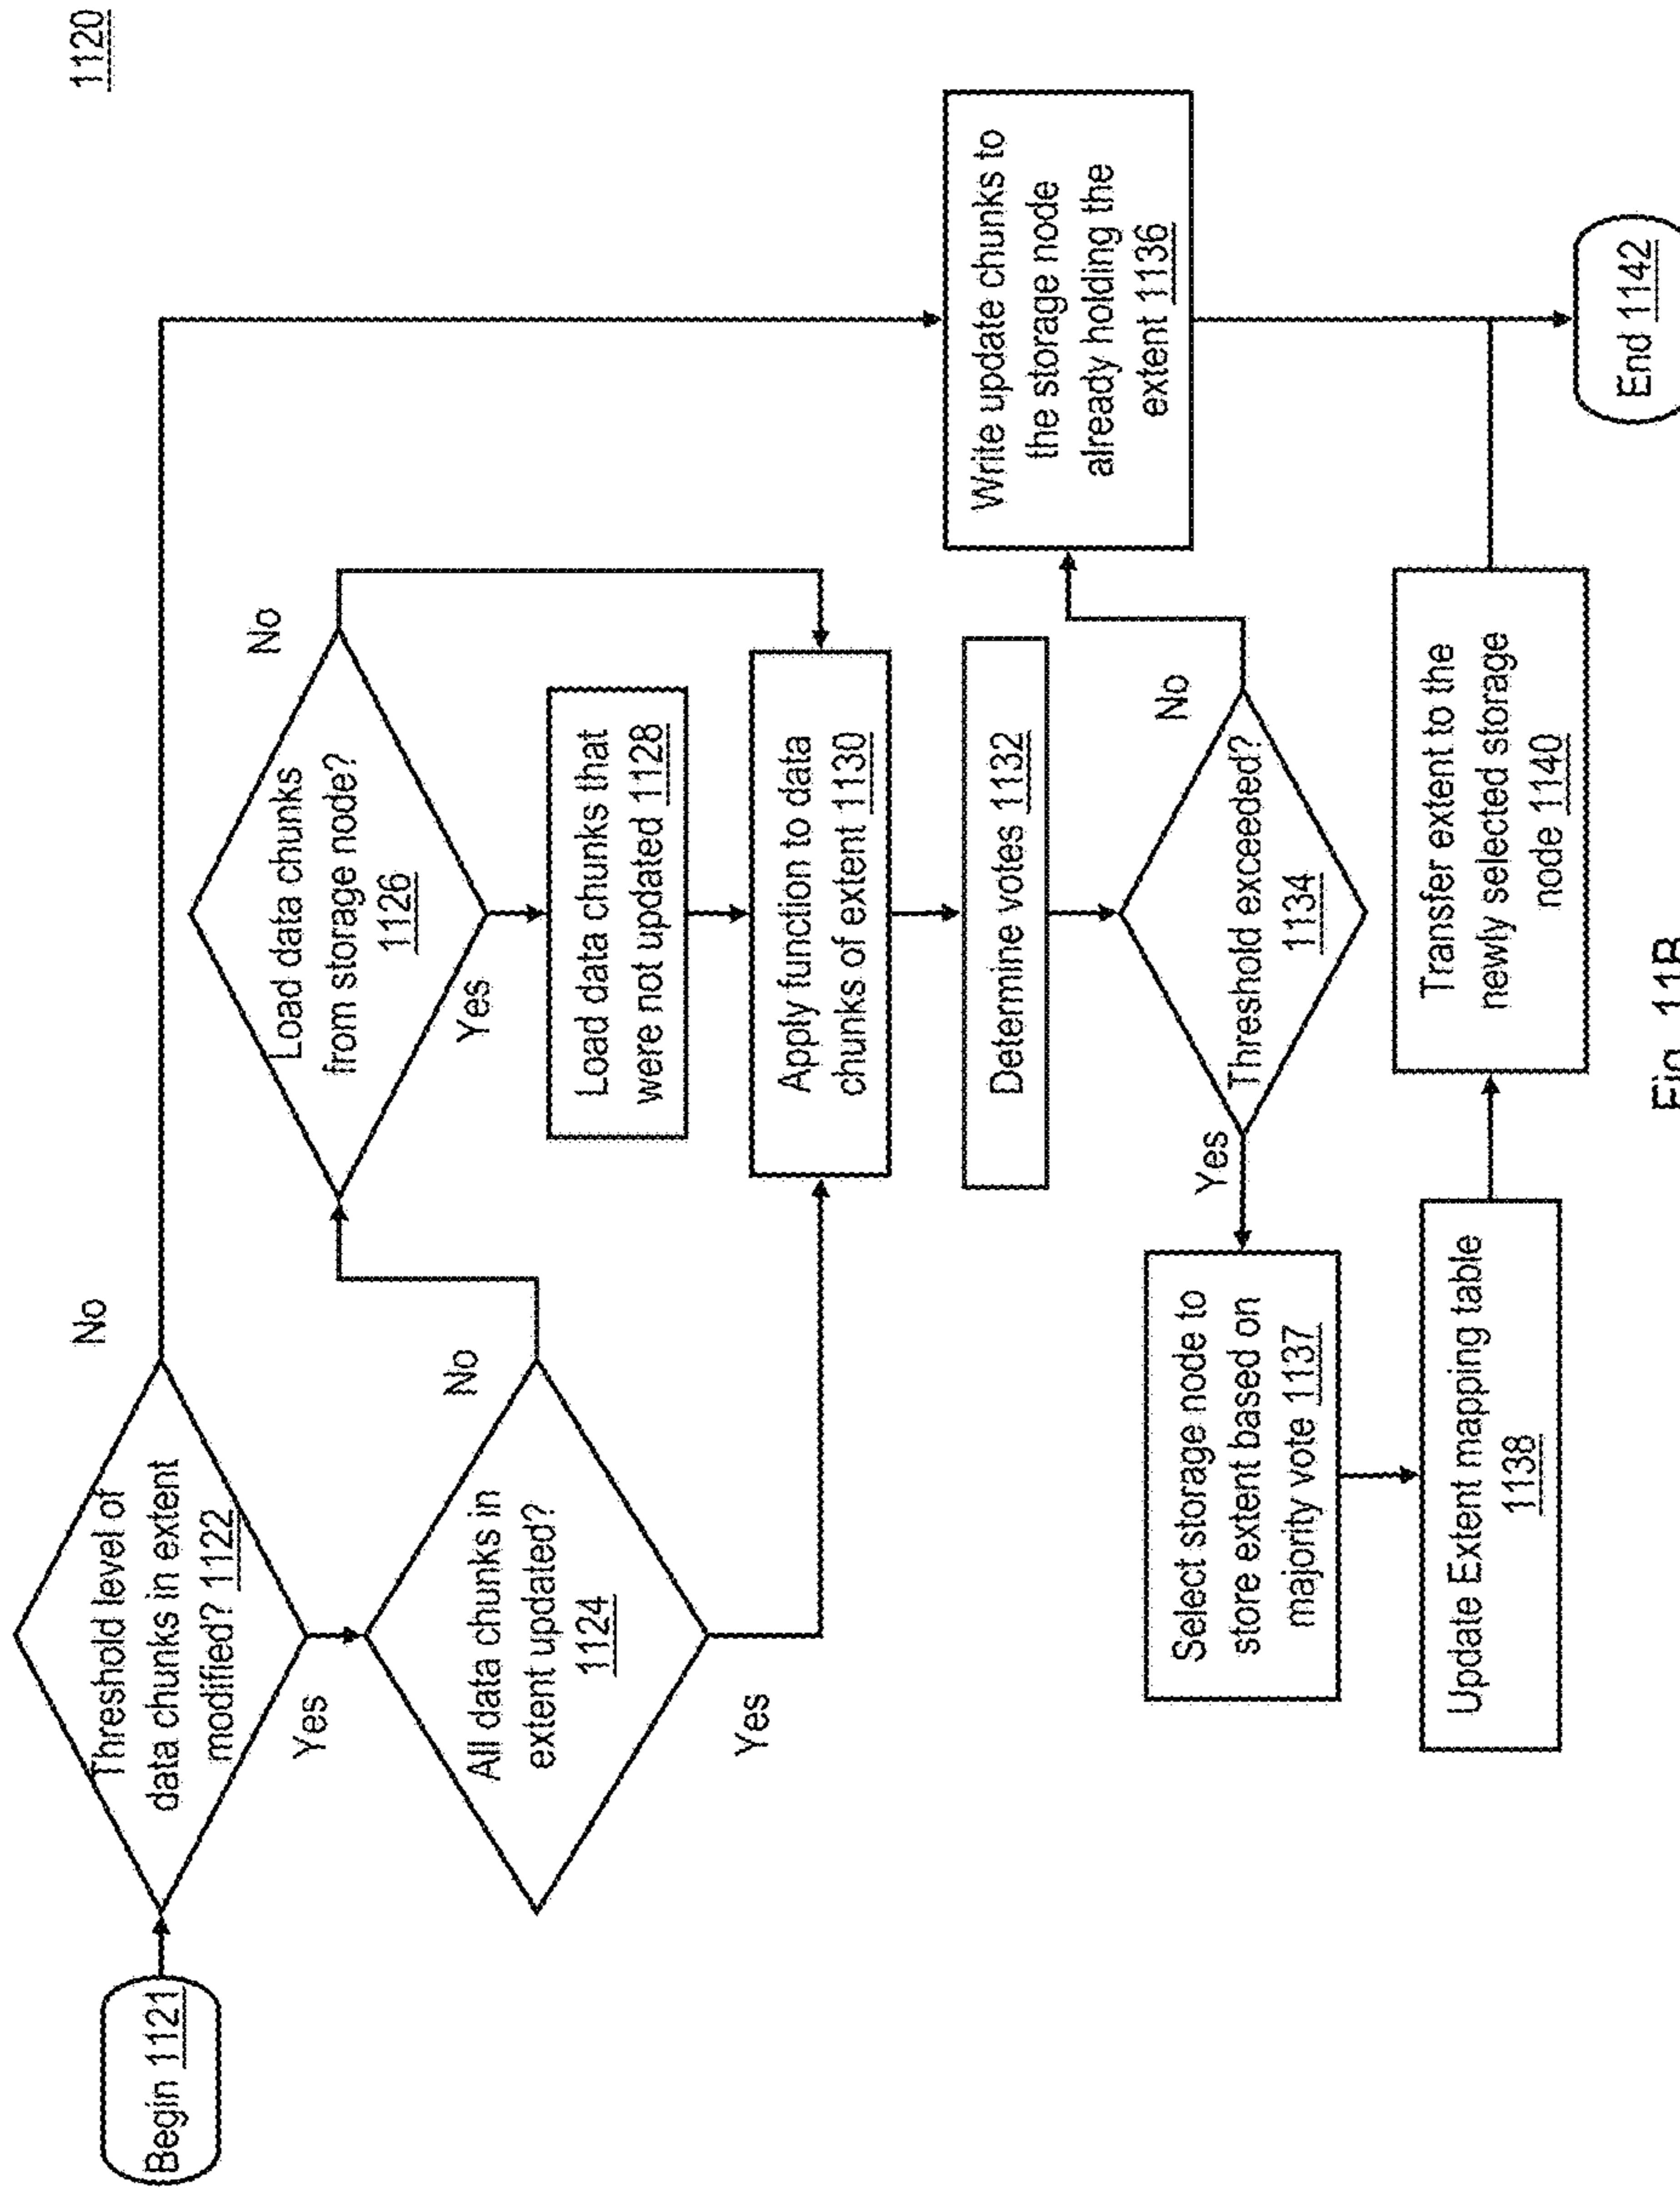 1120
Begin 1121
Threshold level of
data chunks in extent
modified? 1122
No
Yes
All data chunks in
extent updated?
1124
No
Yes
Load data chunks
from storage node?
1126
No
Yes
Load data chunks that
were not updated 1128
Apply function to data
chunks of extent 1130
Determine votes 1132
Threshold exceeded?
1134
No
Yes
Write update chunks to
the storage node
already holding the
extent 1136
Select storage node to
store extent based on
majority vote 1137
Update Extent mapping table
1138
Transfer extent to the
newly selected storage
node 1140
End 1142
Fig. 11B